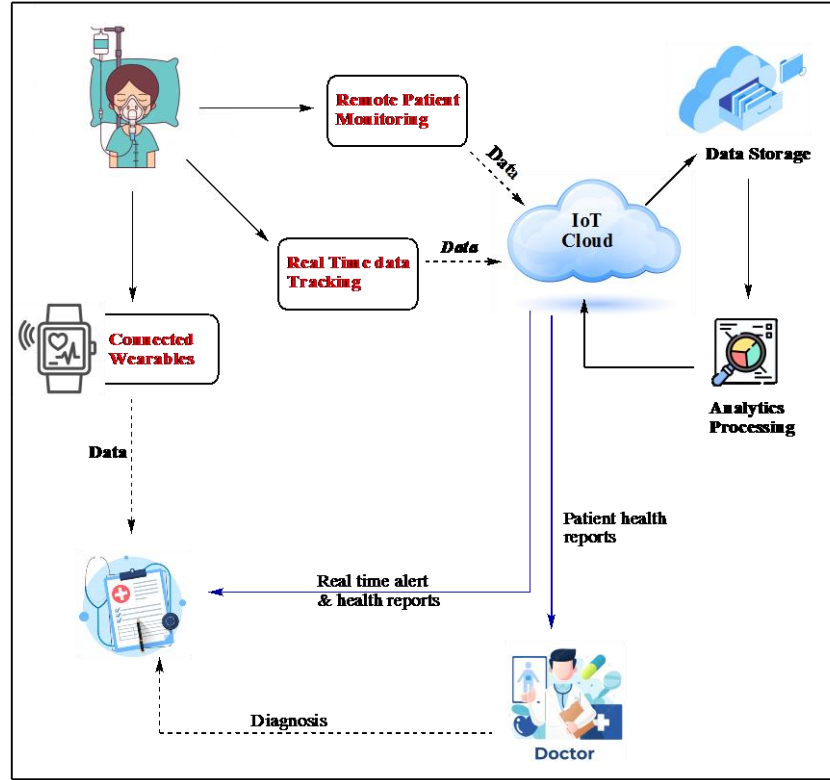 Remote Patient
Monitoring
Data
Data Storage
IoT
Cloud
Data
Real Time data
Tracking
Connected
Wearables
Analytics
Processing
Data
Patient health
reports
Real time alert
& health reports
Diagnosis
Doctor